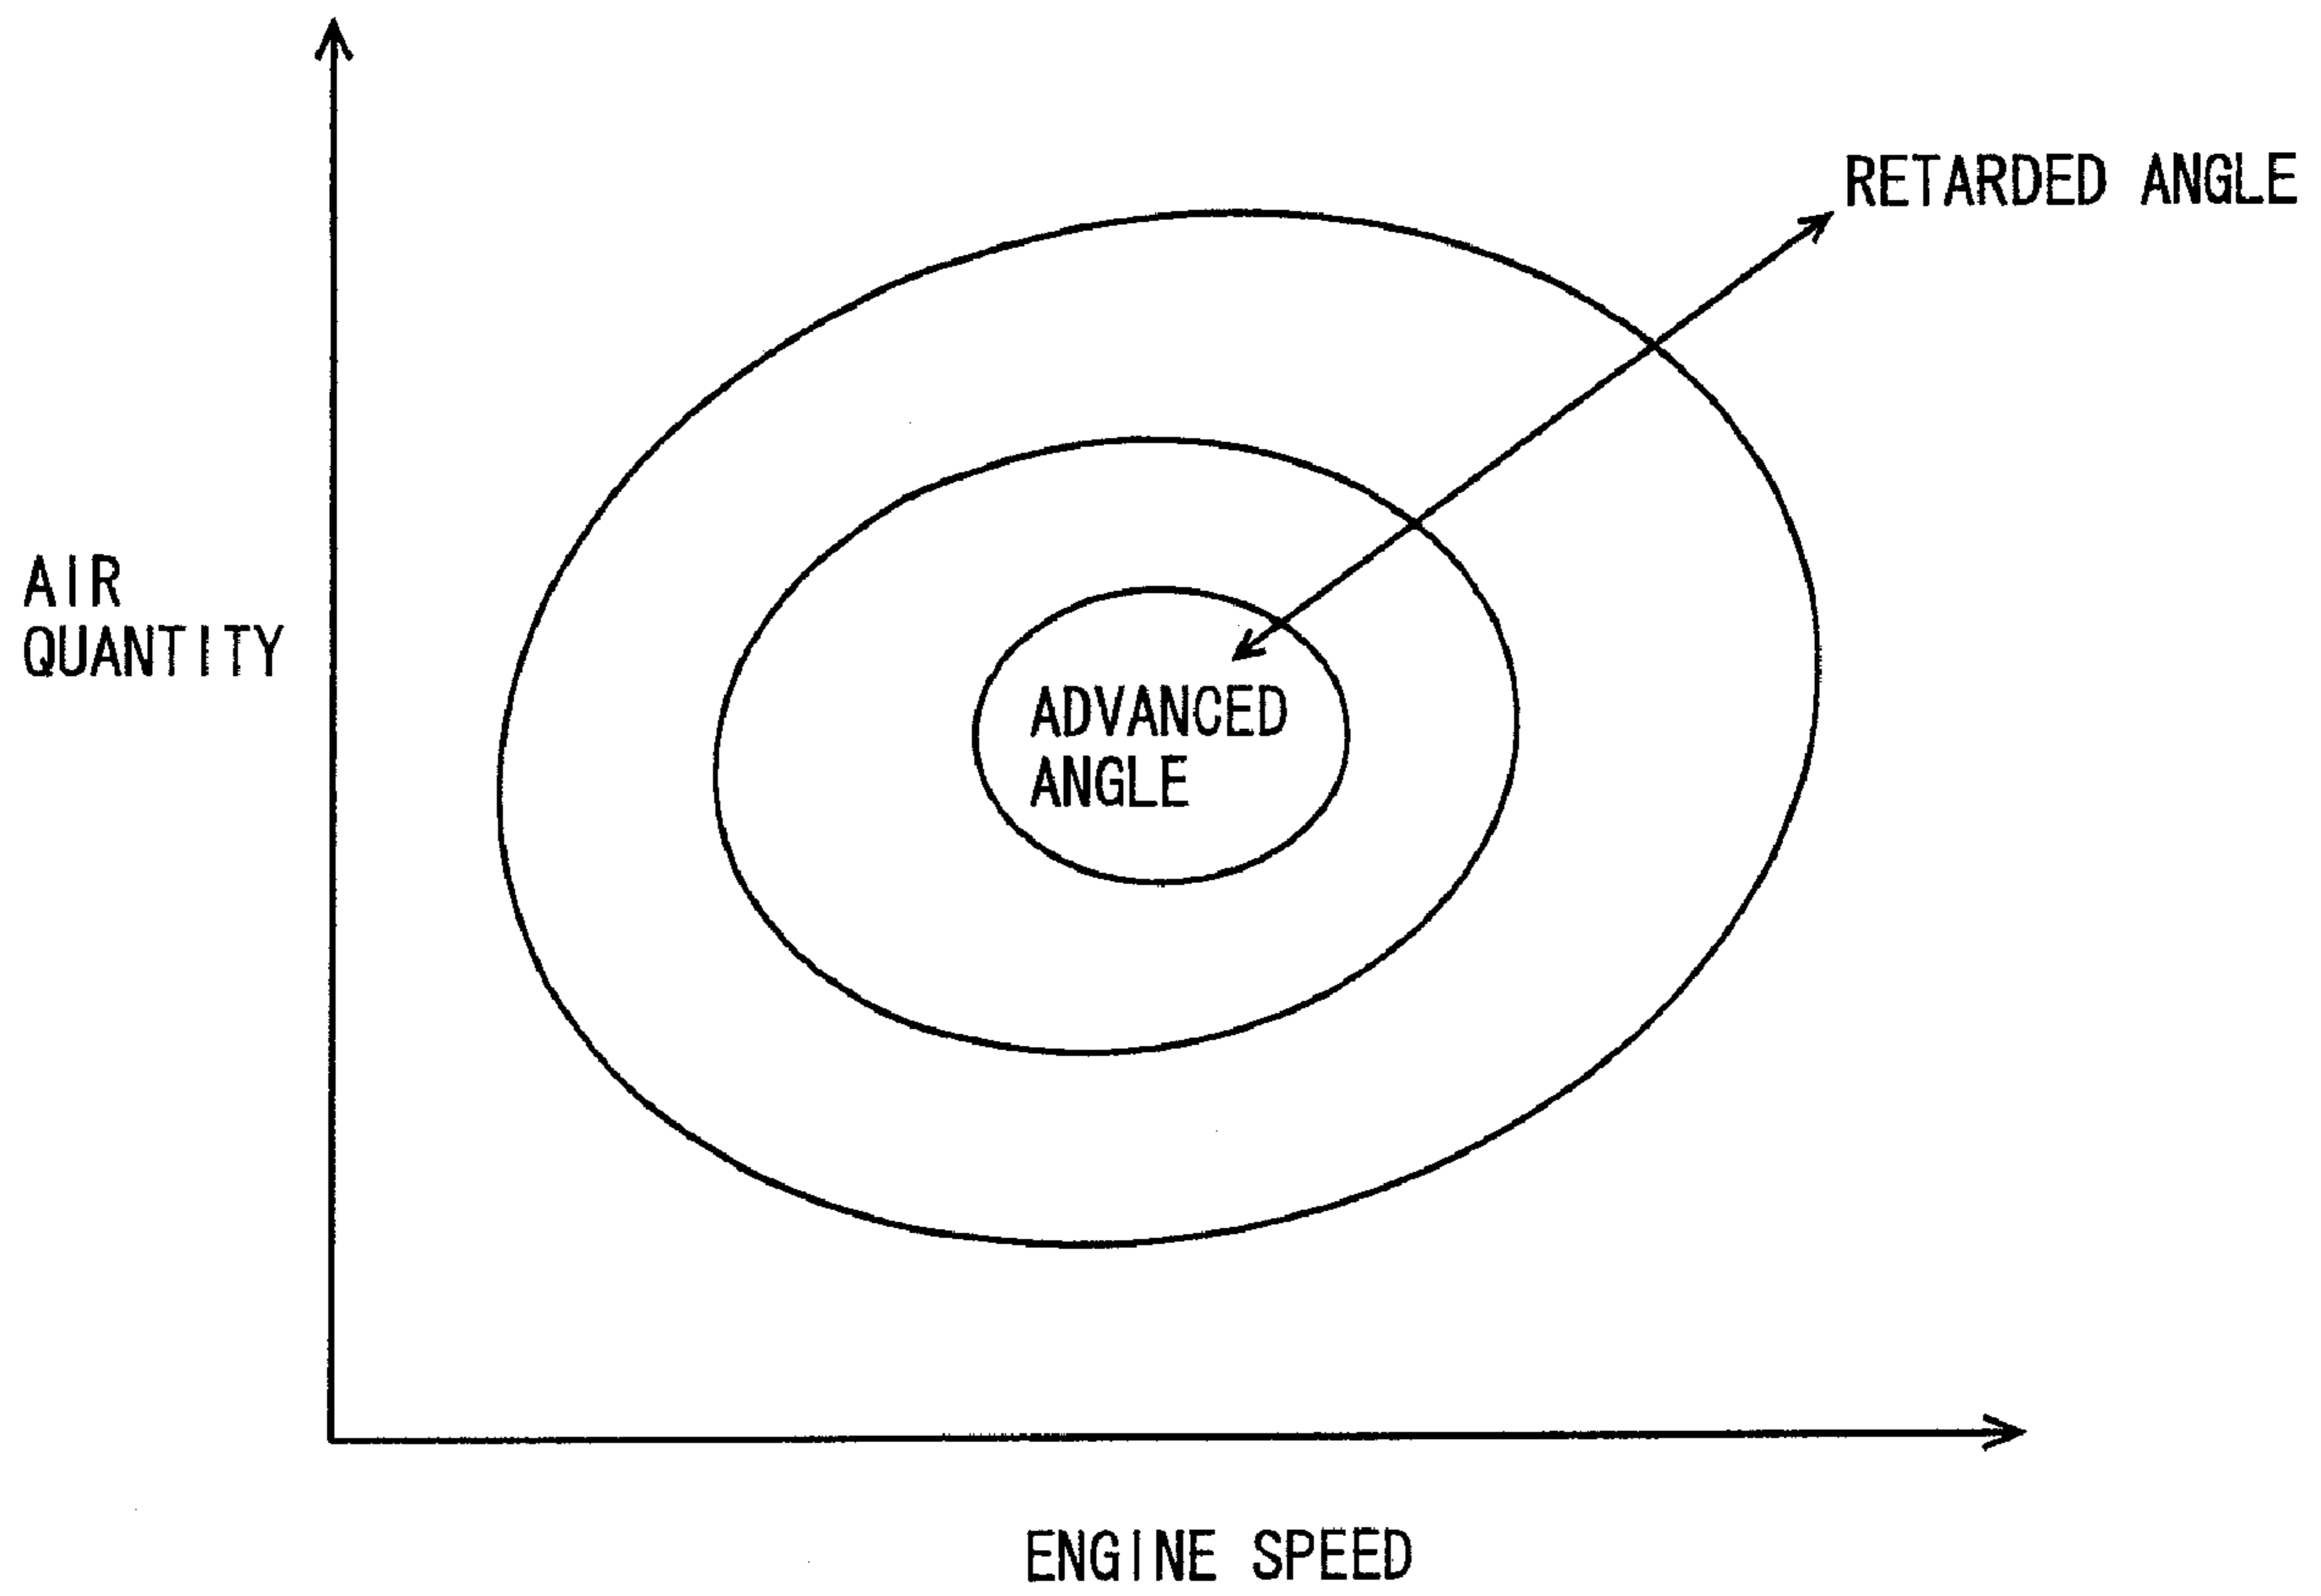 RETARDED ANGLE
AIR
QUANTITY
ADVANCED
ANGLE
ENGINE SPEED